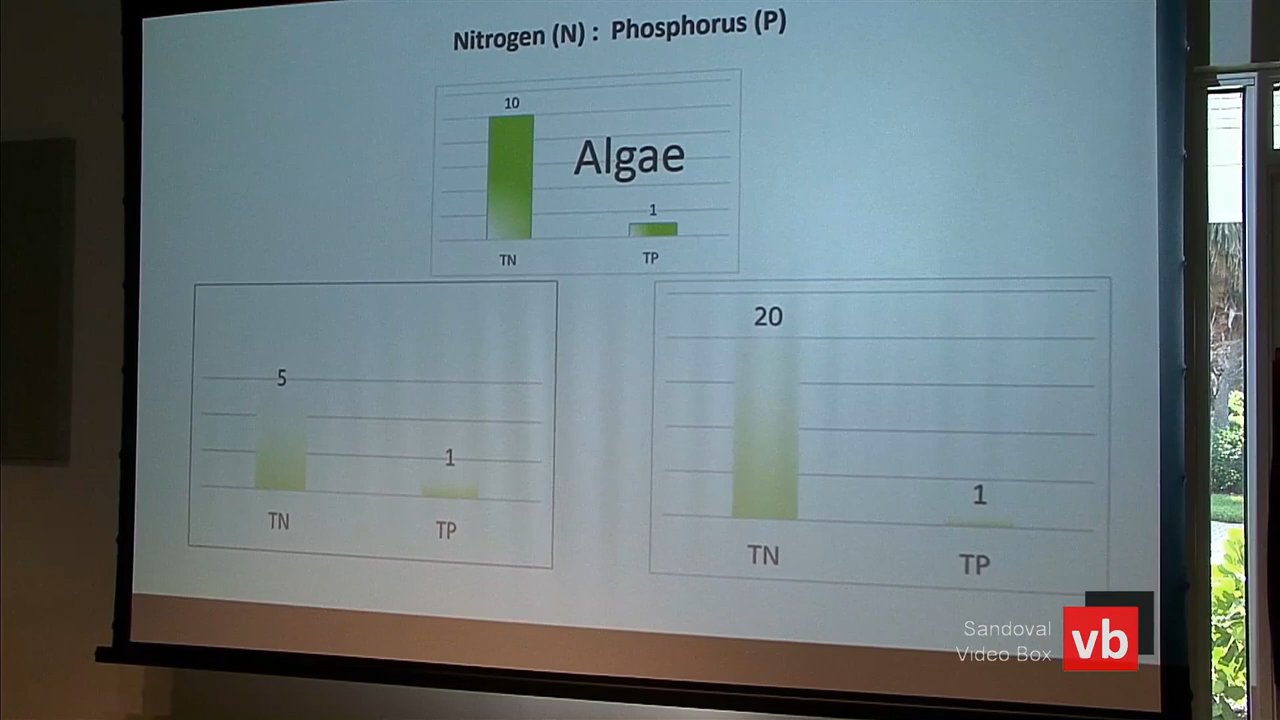 Nitrogen (N) : Phosphorus (P)
10
Algae
1
TN
TP
5
1
TN
TP
20
1
TN
TP
Sandoval
Video Box
vb